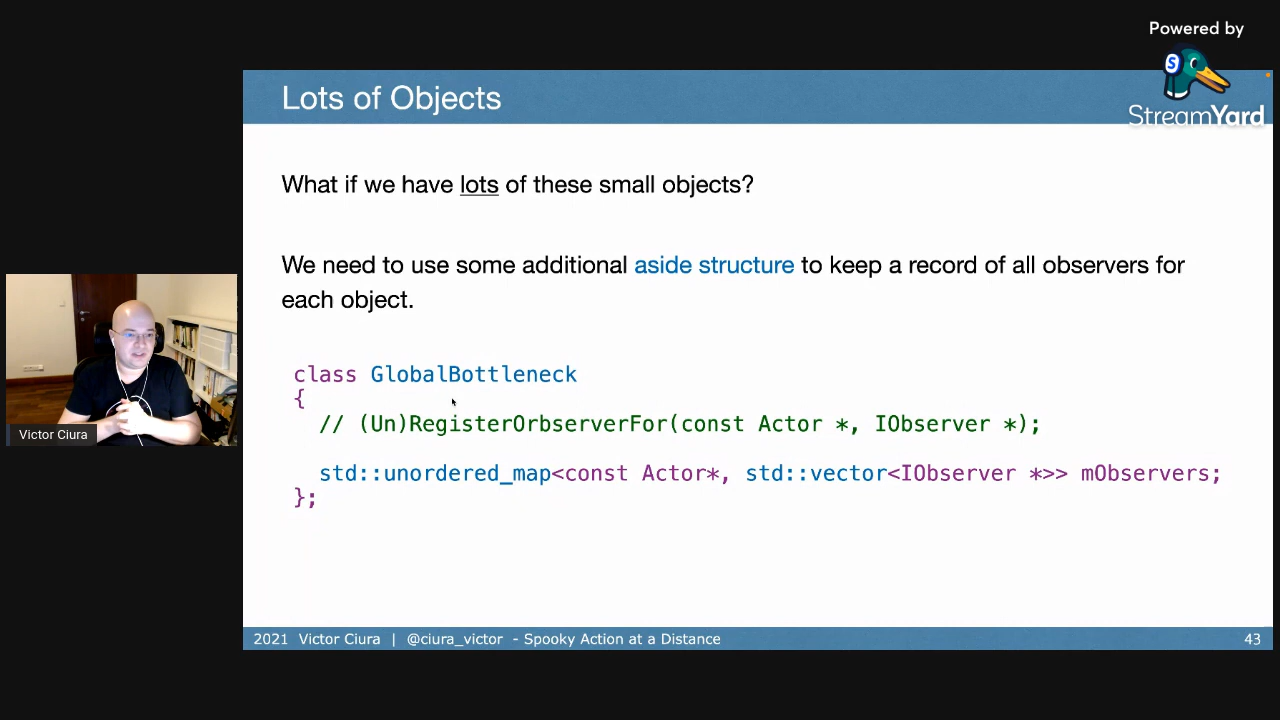 Powered by
StreamYard
Lots of Objects
What if we have lots of these small objects?
We need to use some additional aside structure to keep a record of all observers for
each object.
class GlobalBottleneck
{
// (Un)RegisterOrbserverFor(const Actor *, IObserver *);
std::unordered_map<const Actor*, std::vector<IObserver *>> mObservers;
};
Victor Ciura
2021 Victor Ciura | @ciura_victor - Spooky Action at a Distance
43